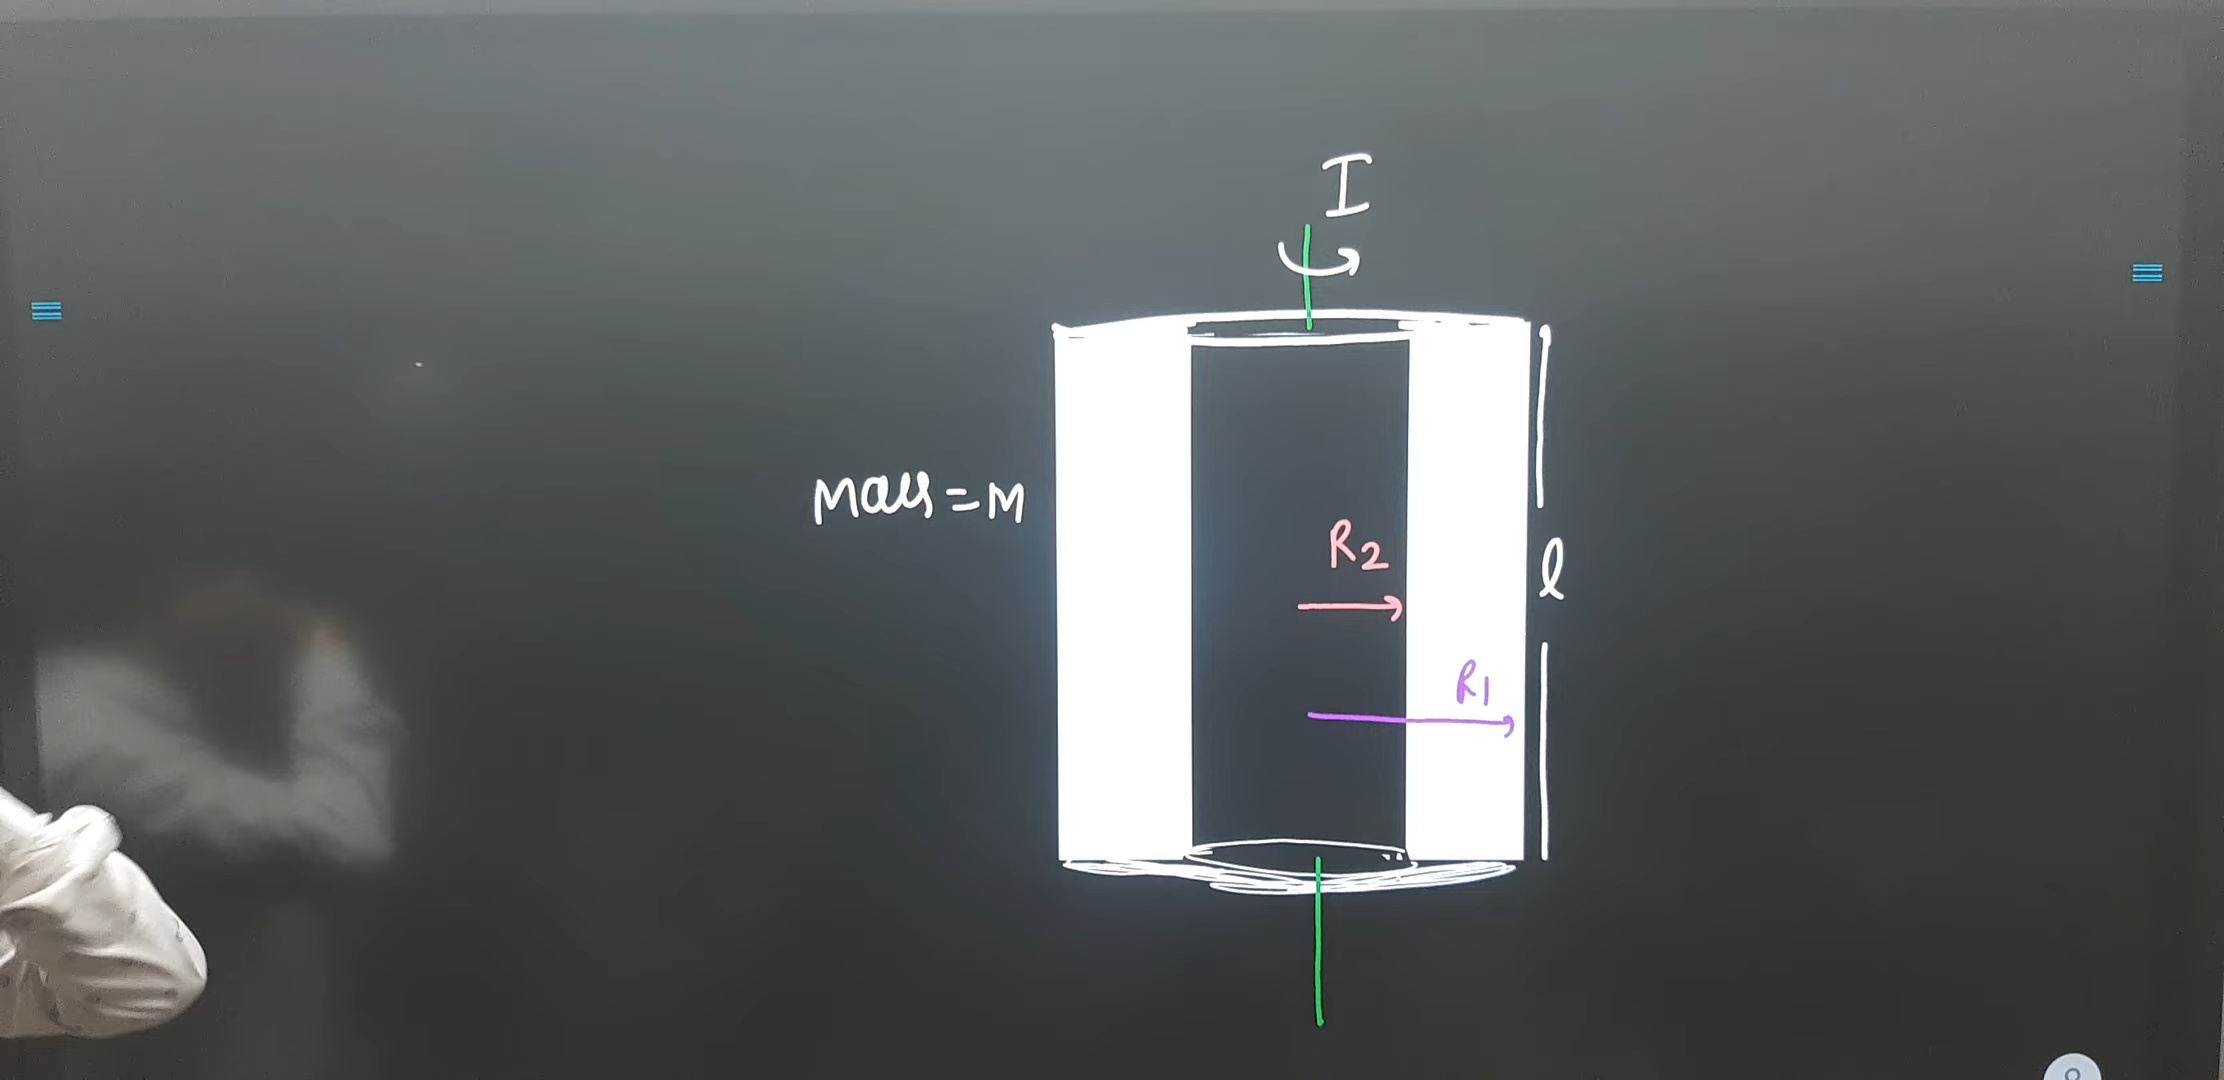 I
Mass = M
R2
l
R1